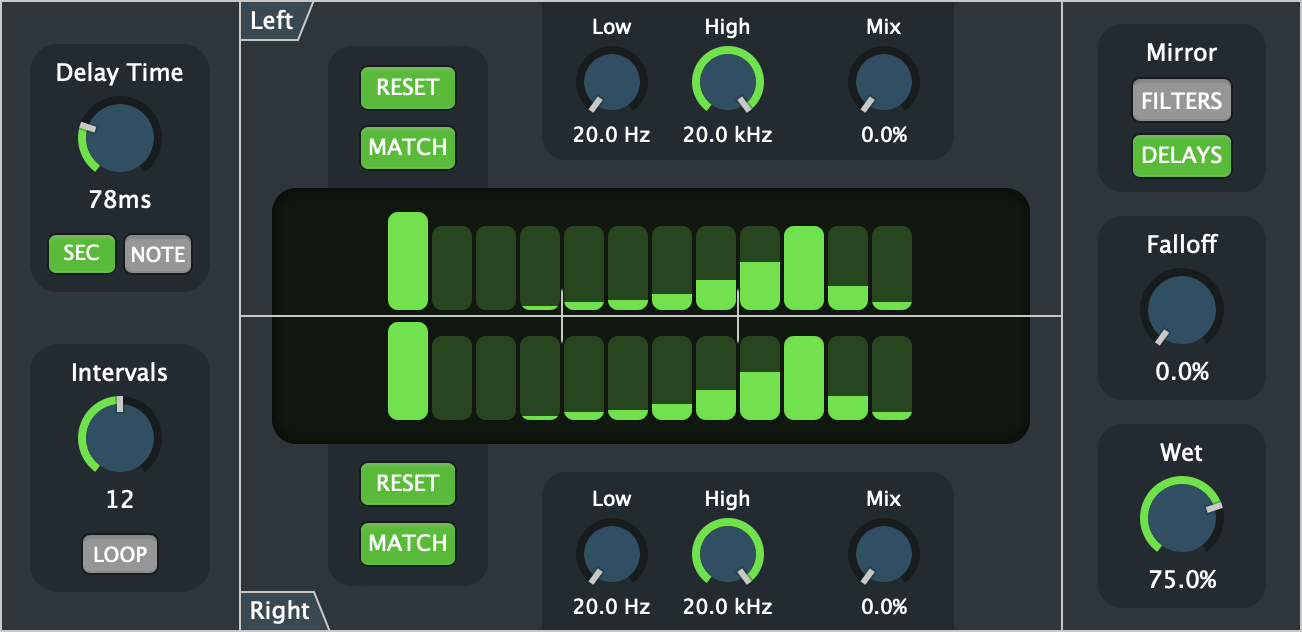 Delay Time
78ms
SEC NOTE
Intervals
12
LOOP
Left
RESET
MATCH
Low High Mix
20.0 Hz 20.0 kHz 0.0%
RESET
MATCH
Low High Mix
20.0 Hz 20.0 kHz 0.0%
Right
Mirror
FILTERS
DELAYS
Falloff
0.0%
Wet
75.0%